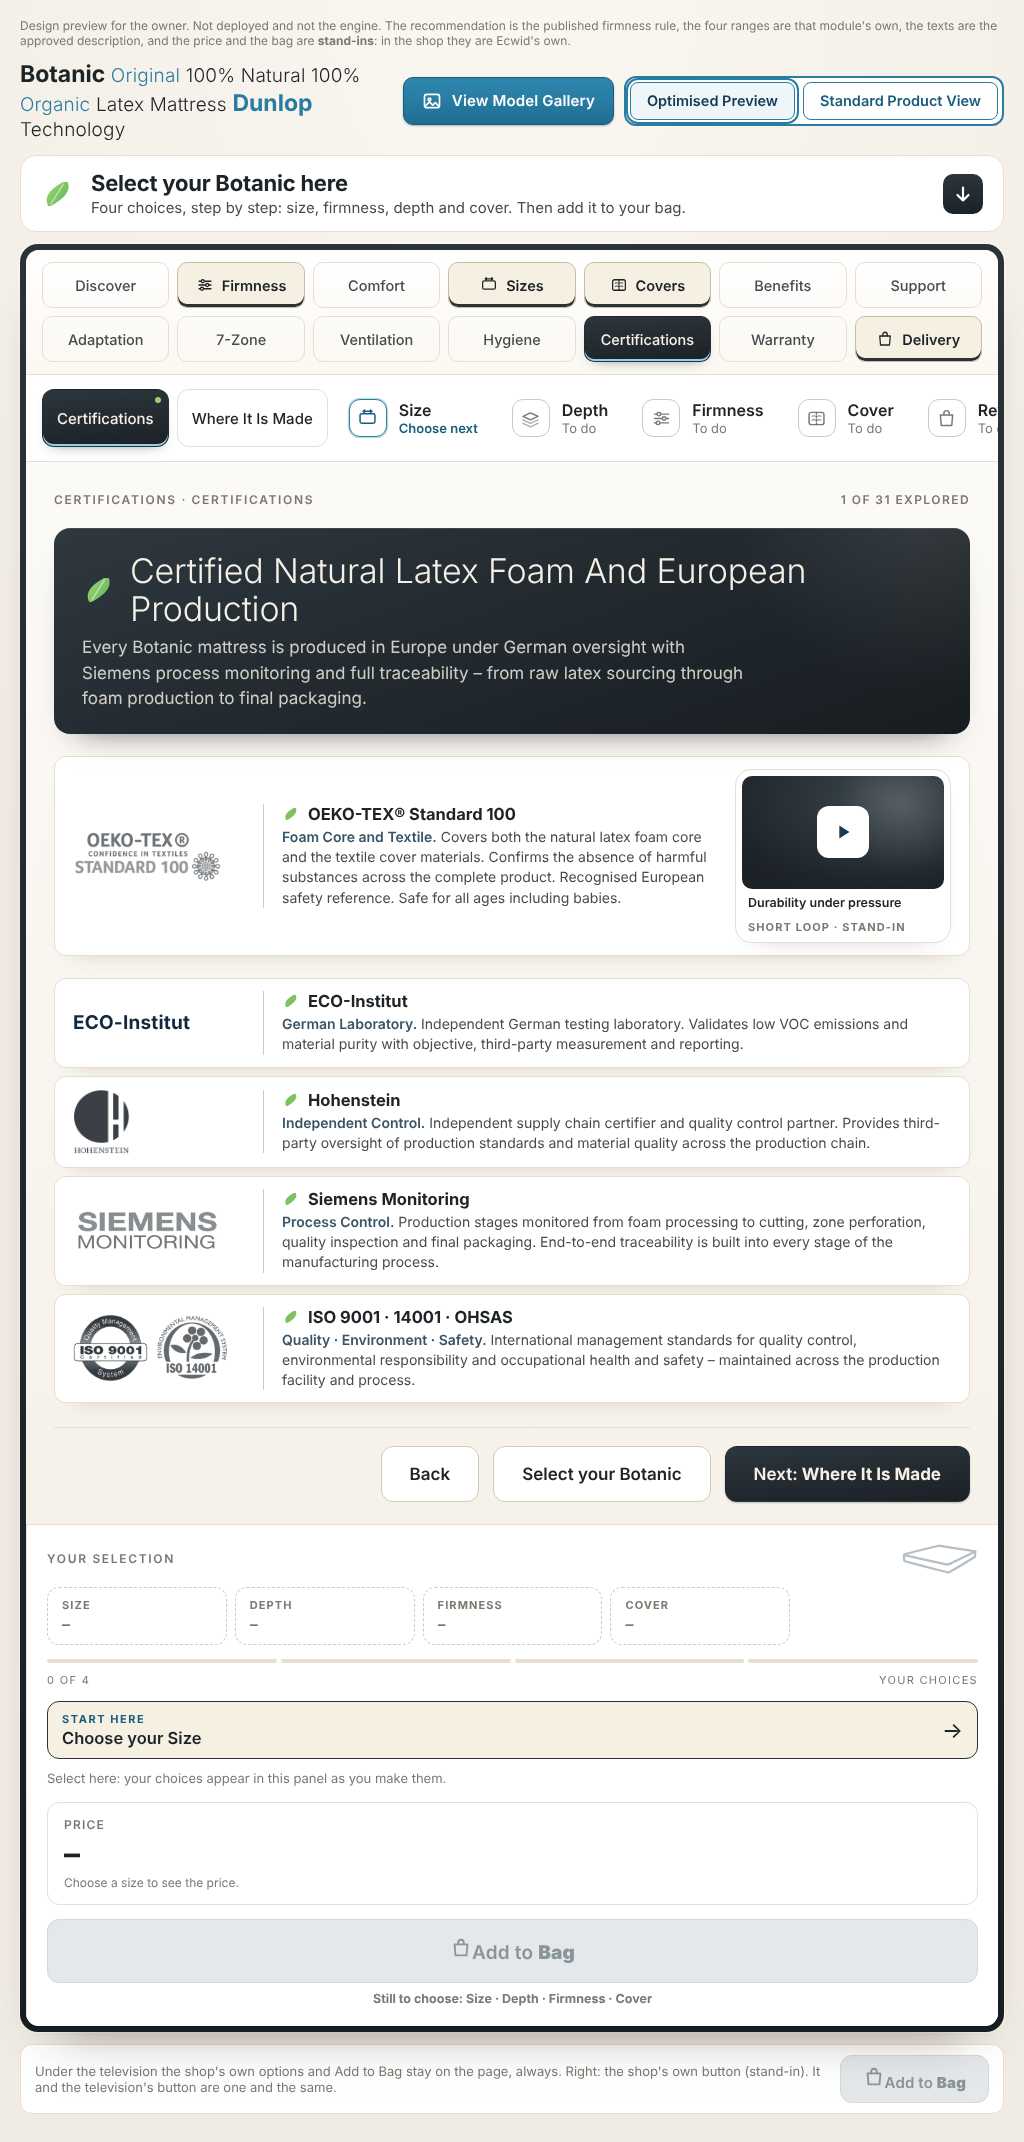 Design preview for the owner. Not deployed and not the engine. The recommendation is the published firmness rule, the four ranges are that module's own, the texts are the
approved description, and the price and the bag are stand-ins: in the shop they are Ecwid's own.
Botanic Original 100% Natural 100%
Organic Latex Mattress Dunlop
Technology
View Model Gallery
Optimised Preview
Standard Product View
Select your Botanic here
Four choices, step by step: size, firmness, depth and cover. Then add it to your bag.
Discover
Firmness
Comfort
Sizes
Covers
Benefits
Support
Adaptation
7-Zone
Ventilation
Hygiene
Certifications
Warranty
Delivery
Certifications
Where It Is Made
Size
Choose next
Depth
To do
Firmness
To do
Cover
To do
Re
To
CERTIFICATIONS · CERTIFICATIONS
1 OF 31 EXPLORED
Certified Natural Latex Foam And European
Production
Every Botanic mattress is produced in Europe under German oversight with
Siemens process monitoring and full traceability – from raw latex sourcing through
foam production to final packaging.
OEKO-TEX®
CONFIDENCE IN TEXTILES
STANDARD 100
OEKO-TEX® Standard 100
Foam Core and Textile. Covers both the natural latex foam core
and the textile cover materials. Confirms the absence of harmful
substances across the complete product. Recognised European
safety reference. Safe for all ages including babies.
Durability under pressure
SHORT LOOP · STAND-IN
ECO-Institut
ECO-Institut
German Laboratory. Independent German testing laboratory. Validates low VOC emissions and
material purity with objective, third-party measurement and reporting.
HOHENSTEIN
Hohenstein
Independent Control. Independent supply chain certifier and quality control partner. Provides third-
party oversight of production standards and material quality across the production chain.
SIEMENS
MONITORING
Siemens Monitoring
Process Control. Production stages monitored from foam processing to cutting, zone perforation,
quality inspection and final packaging. End-to-end traceability is built into every stage of the
manufacturing process.
Quality Management
ISO 9001
Certified
System
ENVIRONMENTAL MANAGEMENT SYSTEM
ISO 14001
ISO 9001 · 14001 · OHSAS
Quality · Environment · Safety. International management standards for quality control,
environmental responsibility and occupational health and safety – maintained across the production
facility and process.
Back
Select your Botanic
Next: Where It Is Made
YOUR SELECTION
SIZE
–
DEPTH
–
FIRMNESS
–
COVER
–
0 OF 4
YOUR CHOICES
START HERE
Choose your Size
Select here: your choices appear in this panel as you make them.
PRICE
–
Choose a size to see the price.
Add to Bag
Still to choose: Size · Depth · Firmness · Cover
Under the television the shop's own options and Add to Bag stay on the page, always. Right: the shop's own button (stand-in). It
and the television's button are one and the same.
Add to Bag